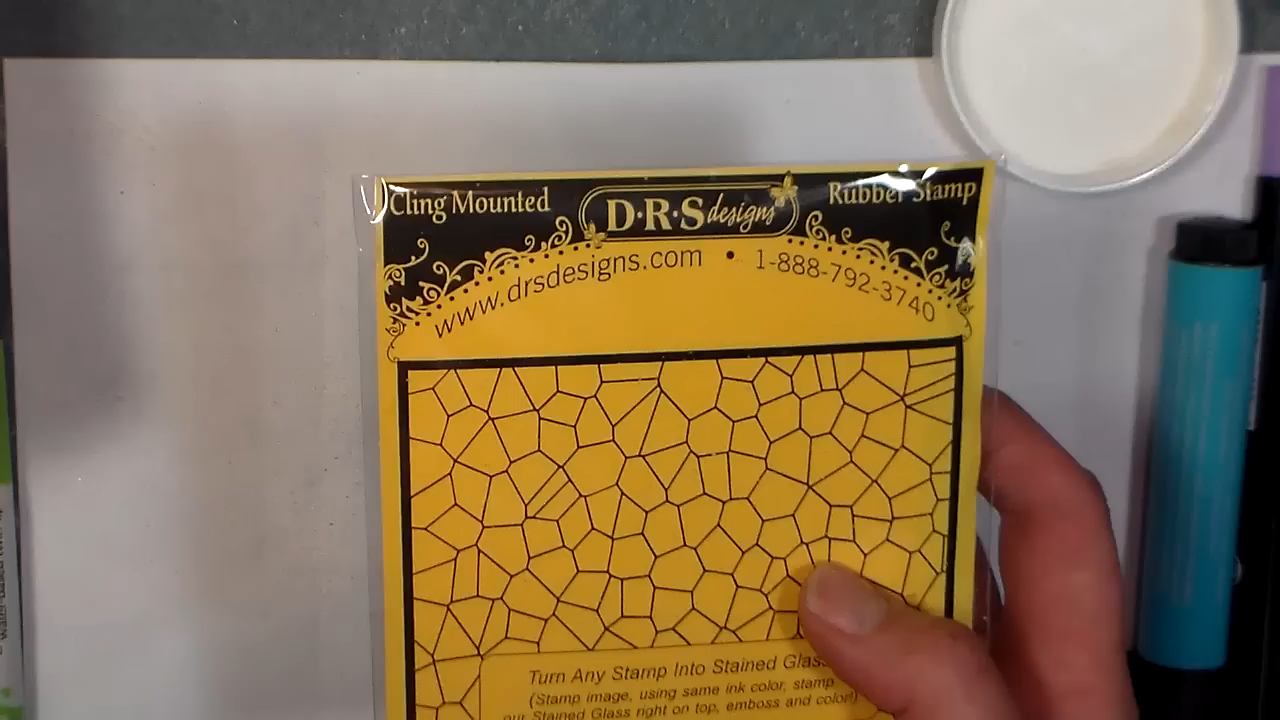 Cling Mounted
D·R·S designs
Rubber Stamp
www.drsdesigns.com • 1-888-792-3740
Turn Any Stamp Into Stained Glass
(Stamp image, using same ink color, stamp
our Stained Glass right on top, emboss and color!)